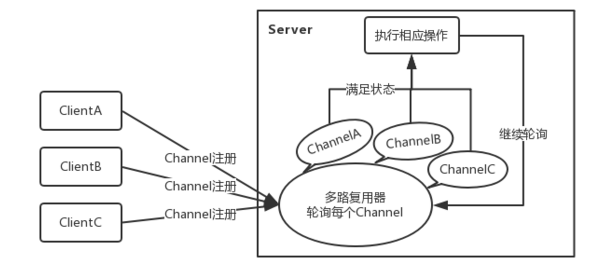 Server
执行相应操作
满足状态
ClientA
ChannelA
ChannelB
继续轮询
Channel注册
ClientB
ChannelC
Channel注册
多路复用器
轮询每个Channel
ClientC
Channel注册